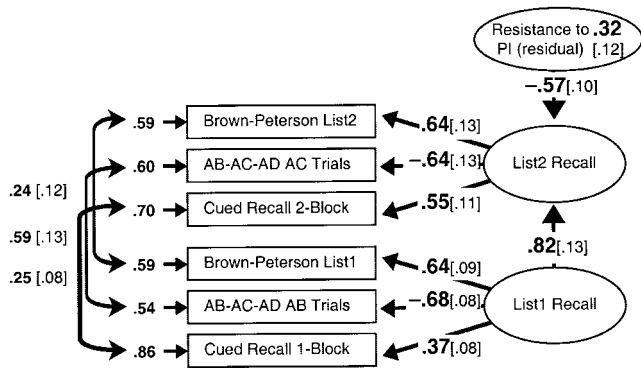 Resistance to .32
PI (residual) [.12]
–.57[.10]
.59 Brown-Peterson List2 .64[.13]
.60 AB-AC-AD AC Trials –.64[.13] List2 Recall
.24 [.12]
.70 Cued Recall 2-Block .55[.11]
.59 [.13]
.82[.13]
.25 [.08]
.59 Brown-Peterson List1 .64[.09]
.54 AB-AC-AD AB Trials –.68[.08] List1 Recall
.86 Cued Recall 1-Block .37[.08]